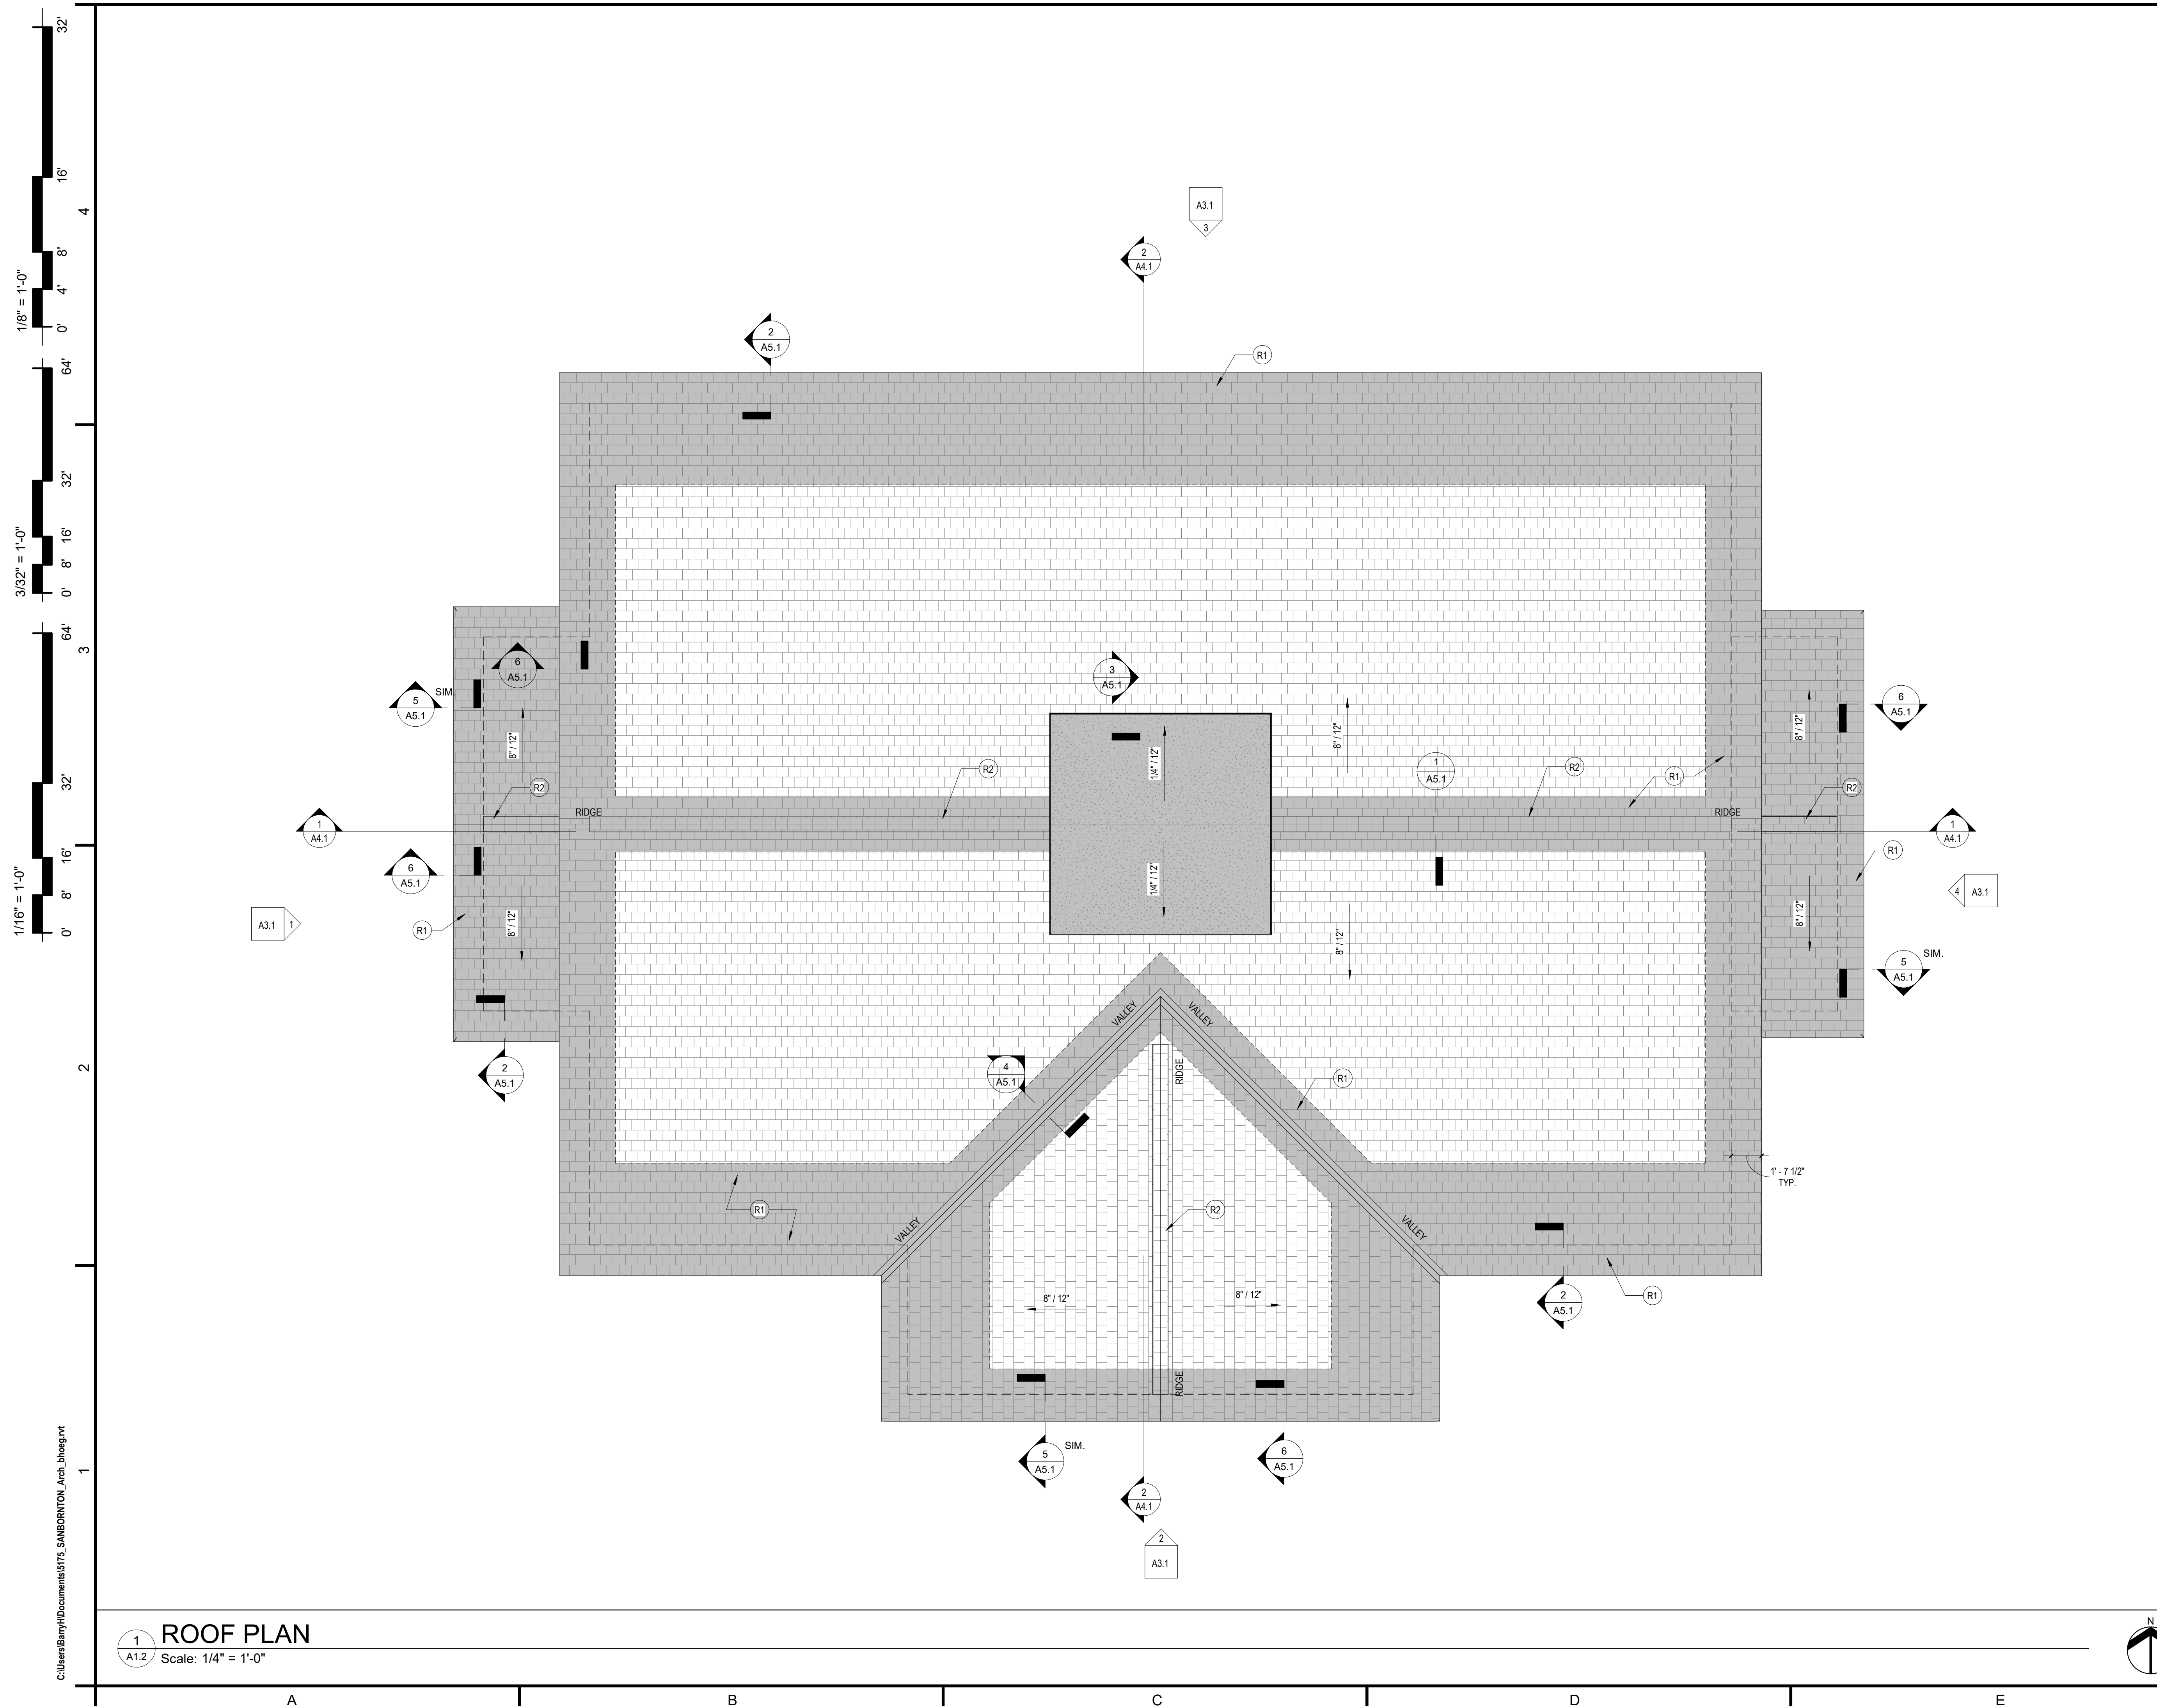 32'
16'
8'
4'
0'
1/8" = 1'-0"
64'
32'
16'
8'
0'
3/32" = 1'-0"
64'
32'
16'
8'
0'
1/16" = 1'-0"
4
3
2
1
C:\Users\BarryH\Documents\5175_SANBORNTON_Arch_bhoeg.rvt
A3.1
3
2
A4.1
2
A5.1
R1
6
A5.1
5
A5.1
SIM.
3
A5.1
6
A5.1
8" / 12"
1/4" / 12"
8" / 12"
8" / 12"
1
A5.1
R2
R2
R1
R2
R2
RIDGE
RIDGE
1
A4.1
1
A4.1
6
A5.1
R1
1/4" / 12"
4
A3.1
A3.1
1
R1
8" / 12"
8" / 12"
8" / 12"
5
A5.1
SIM.
VALLEY
VALLEY
2
A5.1
4
A5.1
RIDGE
R1
1' - 7 1/2"
TYP.
R1
R2
VALLEY
VALLEY
8" / 12"
8" / 12"
2
A5.1
R1
RIDGE
5
A5.1
SIM.
6
A5.1
2
A4.1
2
A3.1
1
A1.2
ROOF PLAN
Scale: 1/4" = 1'-0"
N
A
B
C
D
E